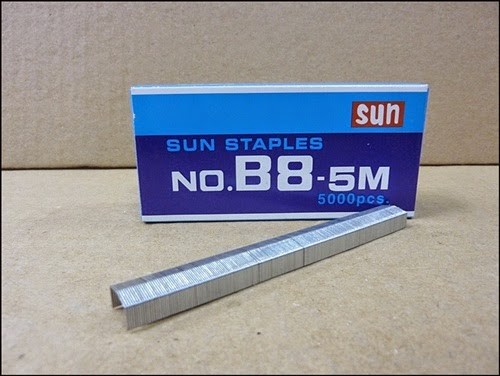 sun
SUN STAPLES
NO.B8-5M
5000pcs.